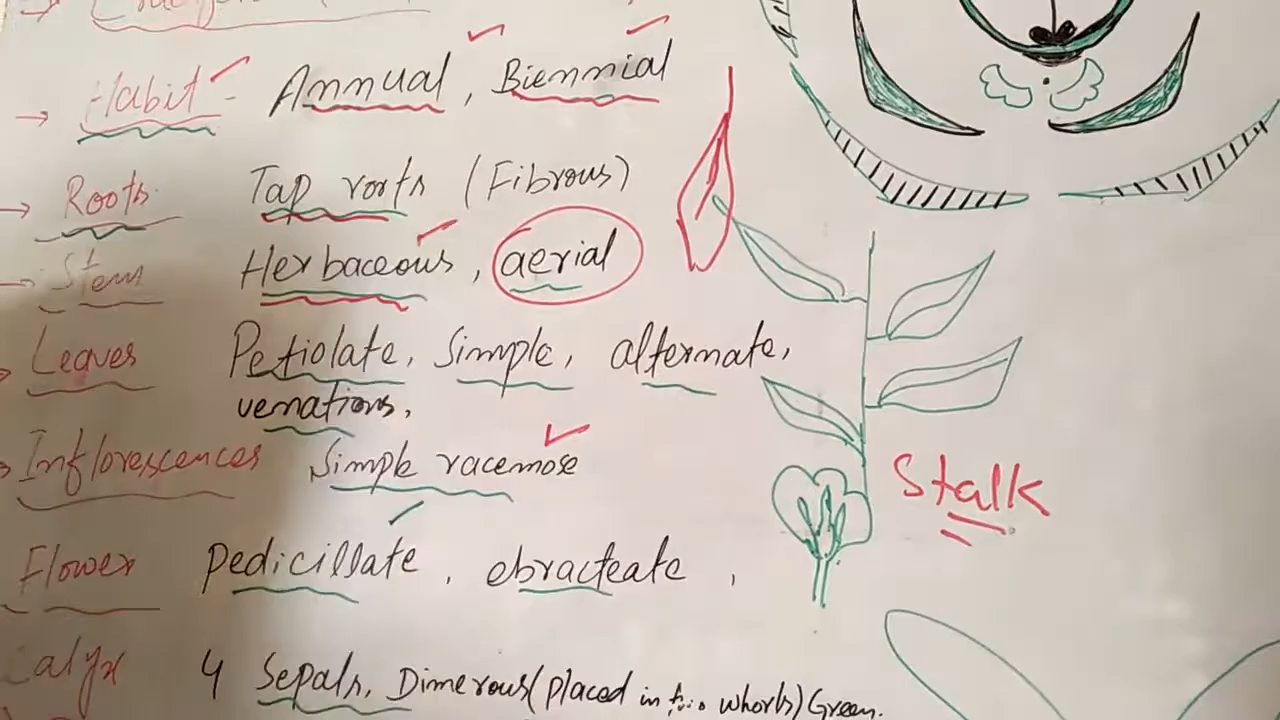 Habit - Annual, Biennial
Roots Tap roots (Fibrous)
Stem Herbaceous, aerial
Leaves Petiolate, Simple, alternate,
venations,
Inflorescences Simple racemose
Stalk
Flower Pedicillate, ebracteate,
Calyx 4 Sepals, Dimerous (placed in two whorls) Green.